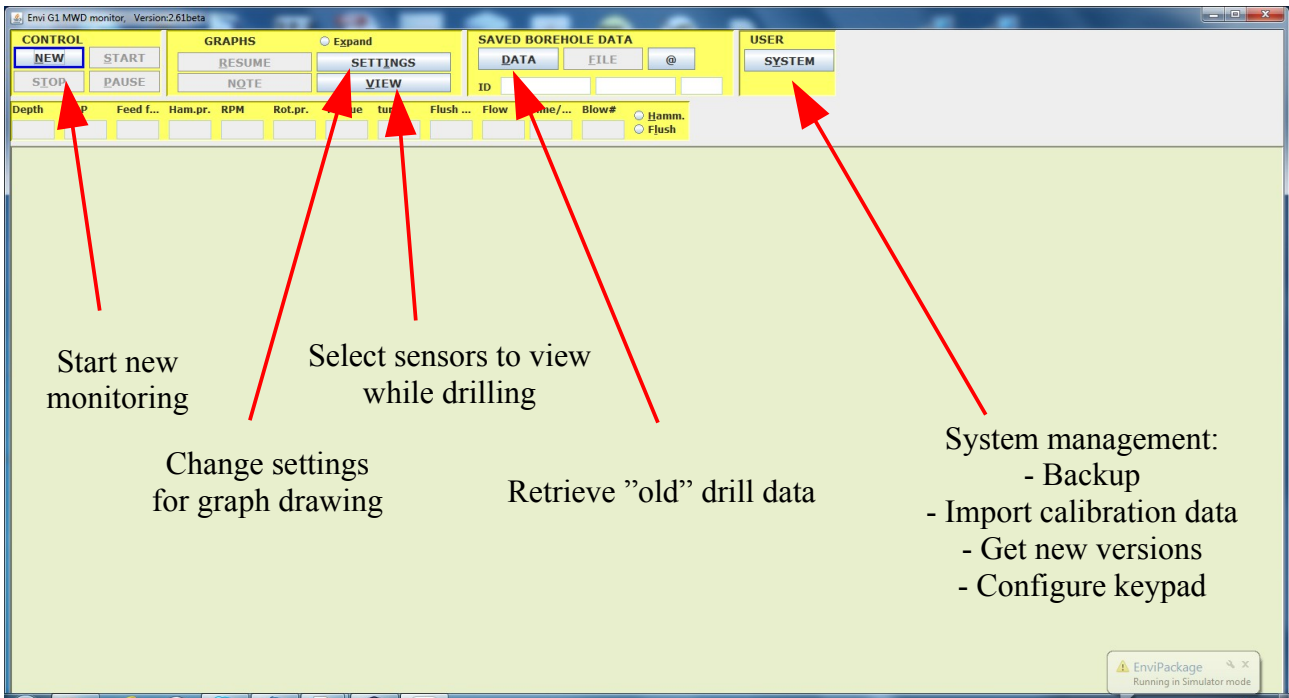 Envi G1 MWD monitor, Version:2.61beta
CONTROL
NEW START
STOP PAUSE
GRAPHS Expand
RESUME SETTINGS
NOTE VIEW
SAVED BOREHOLE DATA
DATA FILE @
ID
USER
SYSTEM
Depth Feed f... Ham.pr. RPM Rot.pr. Flush ... Flow Blow#
Hamm.
Flush
Start new
monitoring
Select sensors to view
while drilling
Change settings
for graph drawing
Retrieve ”old” drill data
System management:
- Backup
- Import calibration data
- Get new versions
- Configure keypad
EnviPackage
Running in Simulator mode